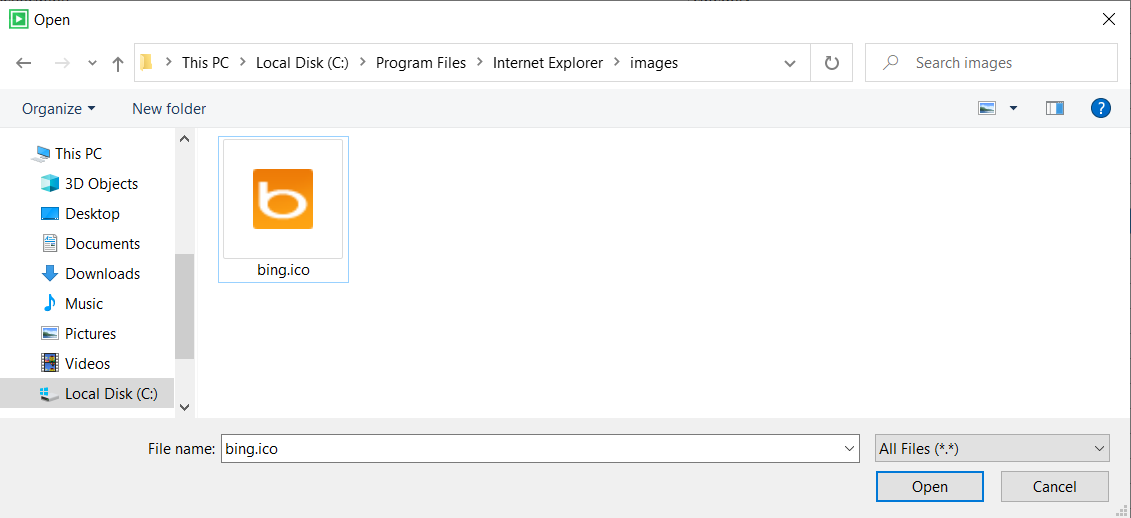 Open
This PC > Local Disk (C:) > Program Files > Internet Explorer > images
Search images
Organize
New folder
?
This PC
3D Objects
Desktop
Documents
Downloads
Music
Pictures
Videos
Local Disk (C:)
b
bing.ico
File name: bing.ico
All Files (*.*)
Open
Cancel